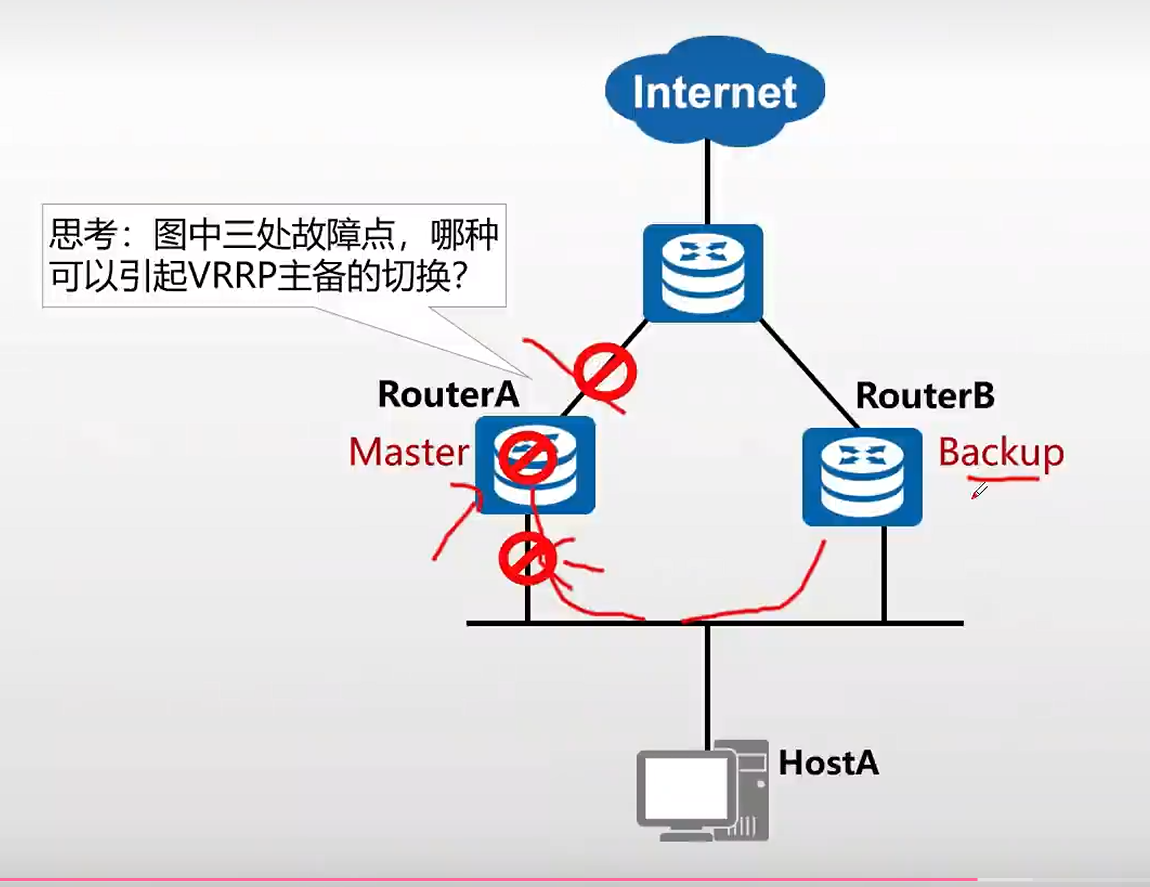 Internet
思考：图中三处故障点，哪种
可以引起VRRP主备的切换？
RouterA
RouterB
Master
Backup
HostA